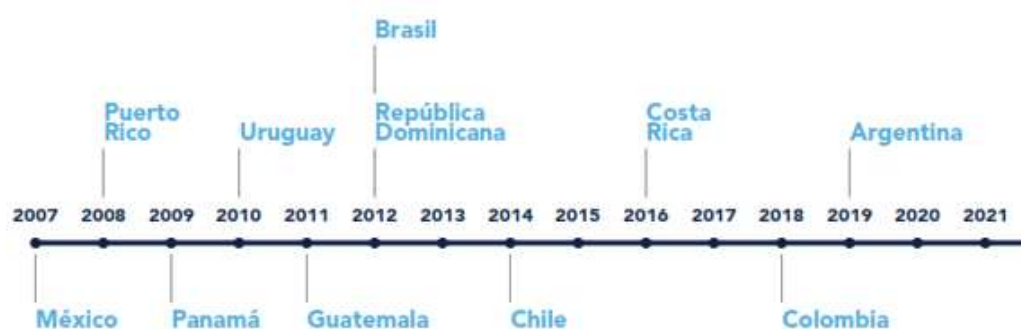 Brasil
Puerto
Rico
Uruguay
República
Dominicana
Costa
Rica
Argentina
2007 2008 2009 2010 2011 2012 2013 2014 2015 2016 2017 2018 2019 2020 2021
México Panamá Guatemala Chile Colombia